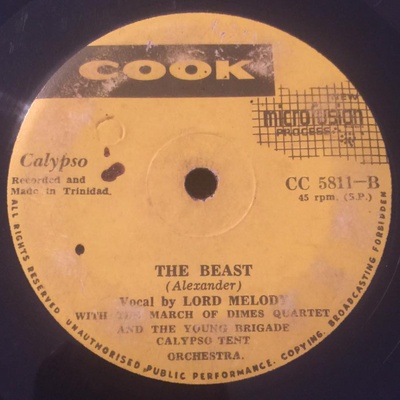 COOK
NEW
microfusion
PROCESS
Calypso
Recorded and
Made in Trinidad.
CC 5811-B
45 rpm. (S.P.)
THE BEAST
(Alexander)
Vocal by LORD MELODY
WITH THE MARCH OF DIMES QUARTET
AND THE YOUNG BRIGADE
CALYPSO TENT
ORCHESTRA.
ALL RIGHTS RESERVED. UNAUTHORISED PUBLIC PERFORMANCE, COPYING, BROADCASTING FORBIDDEN